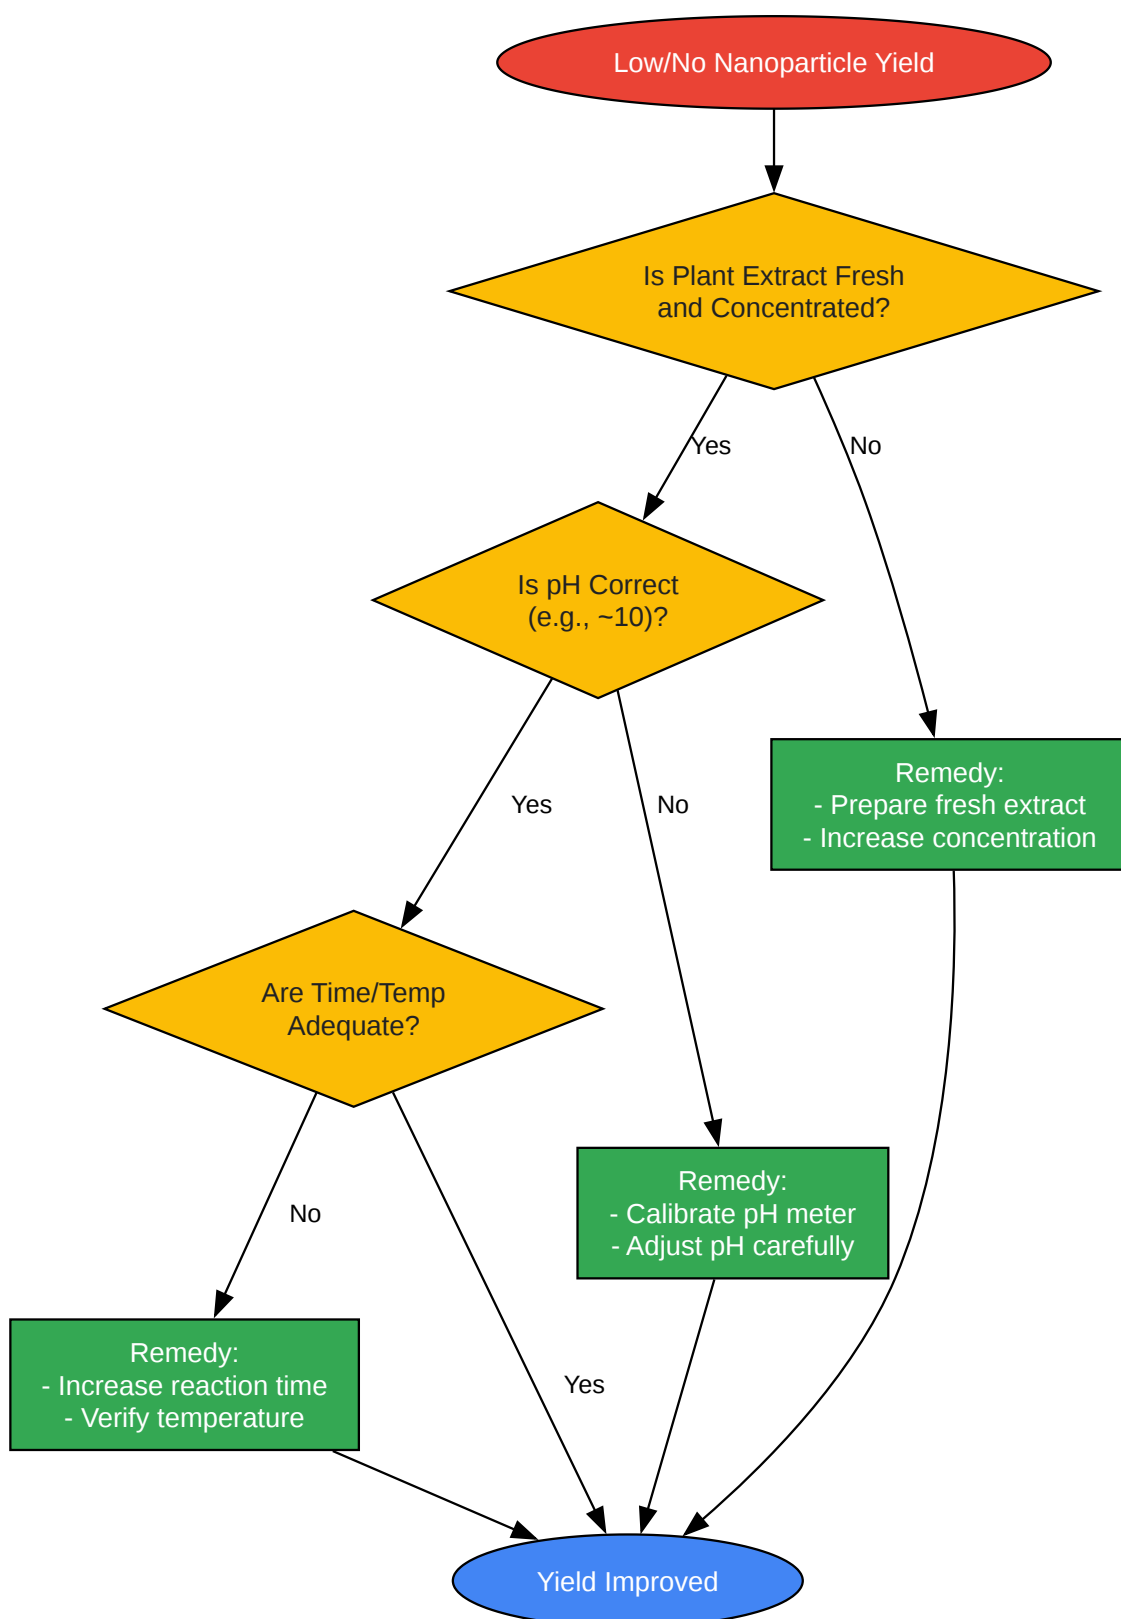 Low/No Nanoparticle Yield
Is Plant Extract Fresh
and Concentrated?
Yes
No
Is pH Correct
(e.g., ~10)?
Remedy:
- Prepare fresh extract
- Increase concentration
Yes
No
Are Time/Temp
Adequate?
Remedy:
- Calibrate pH meter
- Adjust pH carefully
No
Remedy:
- Increase reaction time
- Verify temperature
Yes
Yield Improved